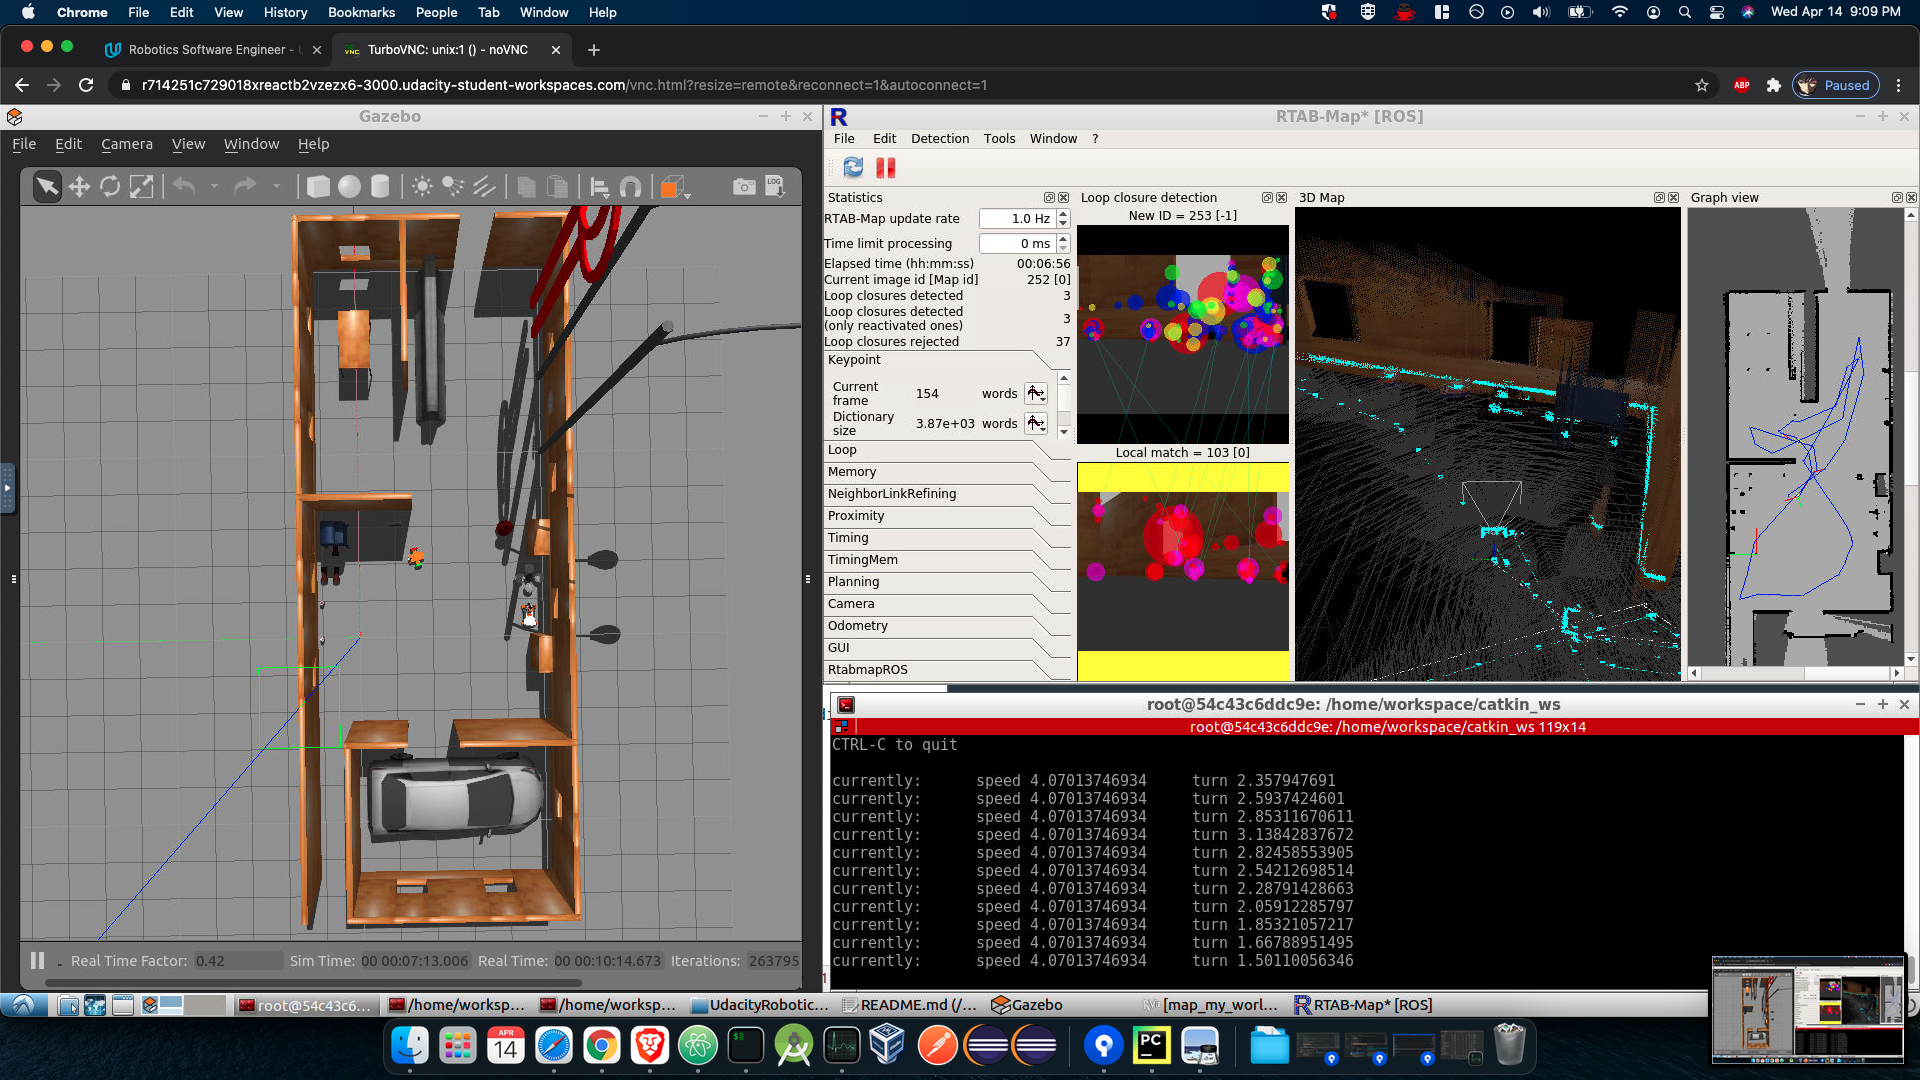 Chrome File Edit View History Bookmarks People Tab Window Help Wed Apr 14 9:09 PM
Robotics Software Engineer - TurboVNC: unix:1 () - noVNC
r714251c729018xreactb2vzezx6-3000.udacity-student-workspaces.com/vnc.html?resize=remote&reconnect=1&autoconnect=1 ABP Paused
Gazebo
File Edit Camera View Window Help
LOG
Real Time Factor: 0.42 Sim Time: 00 00:07:13.006 Real Time: 00 00:10:14.673 Iterations: 263795
RTAB-Map* [ROS]
File Edit Detection Tools Window ?
Statistics
RTAB-Map update rate 1.0 Hz
Time limit processing 0 ms
Elapsed time (hh:mm:ss) 00:06:56
Current image id [Map id] 252 [0]
Loop closures detected 3
Loop closures detected
(only reactivated ones) 3
Loop closures rejected 37
Keypoint
Current
frame 154 words
Dictionary
size 3.87e+03 words
Loop
Memory
NeighborLinkRefining
Proximity
Timing
TimingMem
Planning
Camera
Odometry
GUI
RtabmapROS
Loop closure detection
New ID = 253 [-1]
Local match = 103 [0]
3D Map
Graph view
root@54c43c6ddc9e: /home/workspace/catkin_ws
root@54c43c6ddc9e: /home/workspace/catkin_ws 119x14
CTRL-C to quit
currently: speed 4.07013746934 turn 2.357947691
currently: speed 4.07013746934 turn 2.5937424601
currently: speed 4.07013746934 turn 2.85311670611
currently: speed 4.07013746934 turn 3.13842837672
currently: speed 4.07013746934 turn 2.82458553905
currently: speed 4.07013746934 turn 2.54212698514
currently: speed 4.07013746934 turn 2.28791428663
currently: speed 4.07013746934 turn 2.05912285797
currently: speed 4.07013746934 turn 1.85321057217
currently: speed 4.07013746934 turn 1.66788951495
currently: speed 4.07013746934 turn 1.50110056346
root@54c43c6... /home/worksp... /home/worksp... UdacityRobotic... README.md (/... Gazebo [map_my_worl... RTAB-Map* [ROS]
APR
14
PC